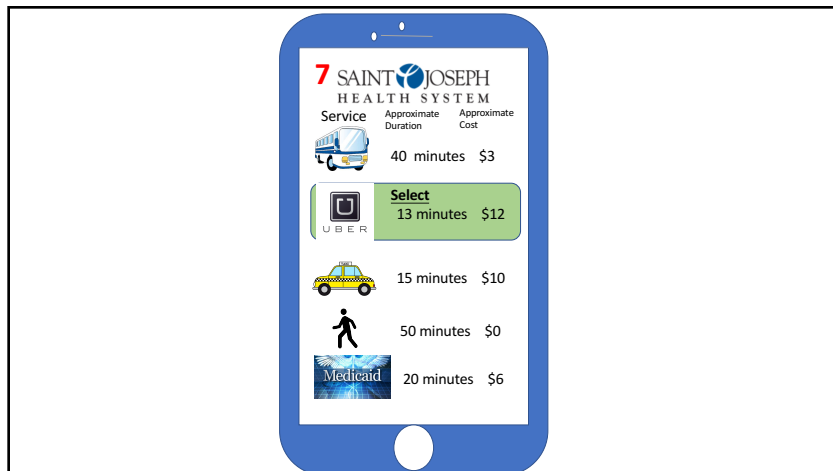 7 SAINT JOSEPH
HEALTH SYSTEM
Service Approximate Duration Approximate Cost
40 minutes $3
Select
UBER 13 minutes $12
TAXI
15 minutes $10
50 minutes $0
Medicaid 20 minutes $6